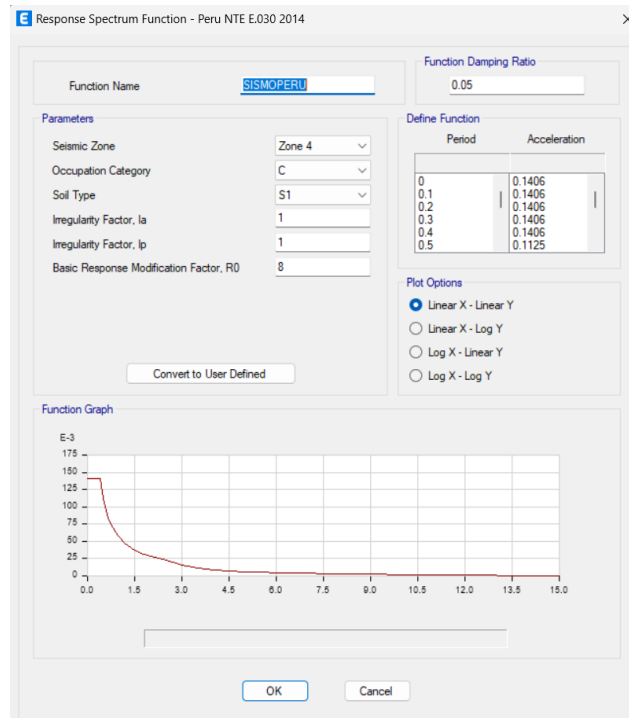 E Response Spectrum Function - Peru NTE E.030 2014
Function Name SISMOPERU
Function Damping Ratio
0.05
Parameters
Seismic Zone Zone 4
Occupation Category C
Soil Type S1
Irregularity Factor, Ia 1
Irregularity Factor, Ip 1
Basic Response Modification Factor, R0 8
Convert to User Defined
Define Function
Period Acceleration
0 0.1406
0.1 0.1406
0.2 0.1406
0.3 0.1406
0.4 0.1406
0.5 0.1125
Plot Options
Linear X - Linear Y
Linear X - Log Y
Log X - Linear Y
Log X - Log Y
Function Graph
E-3
175
150
125
100
75
50
25
0
0.0 1.5 3.0 4.5 6.0 7.5 9.0 10.5 12.0 13.5 15.0
OK Cancel